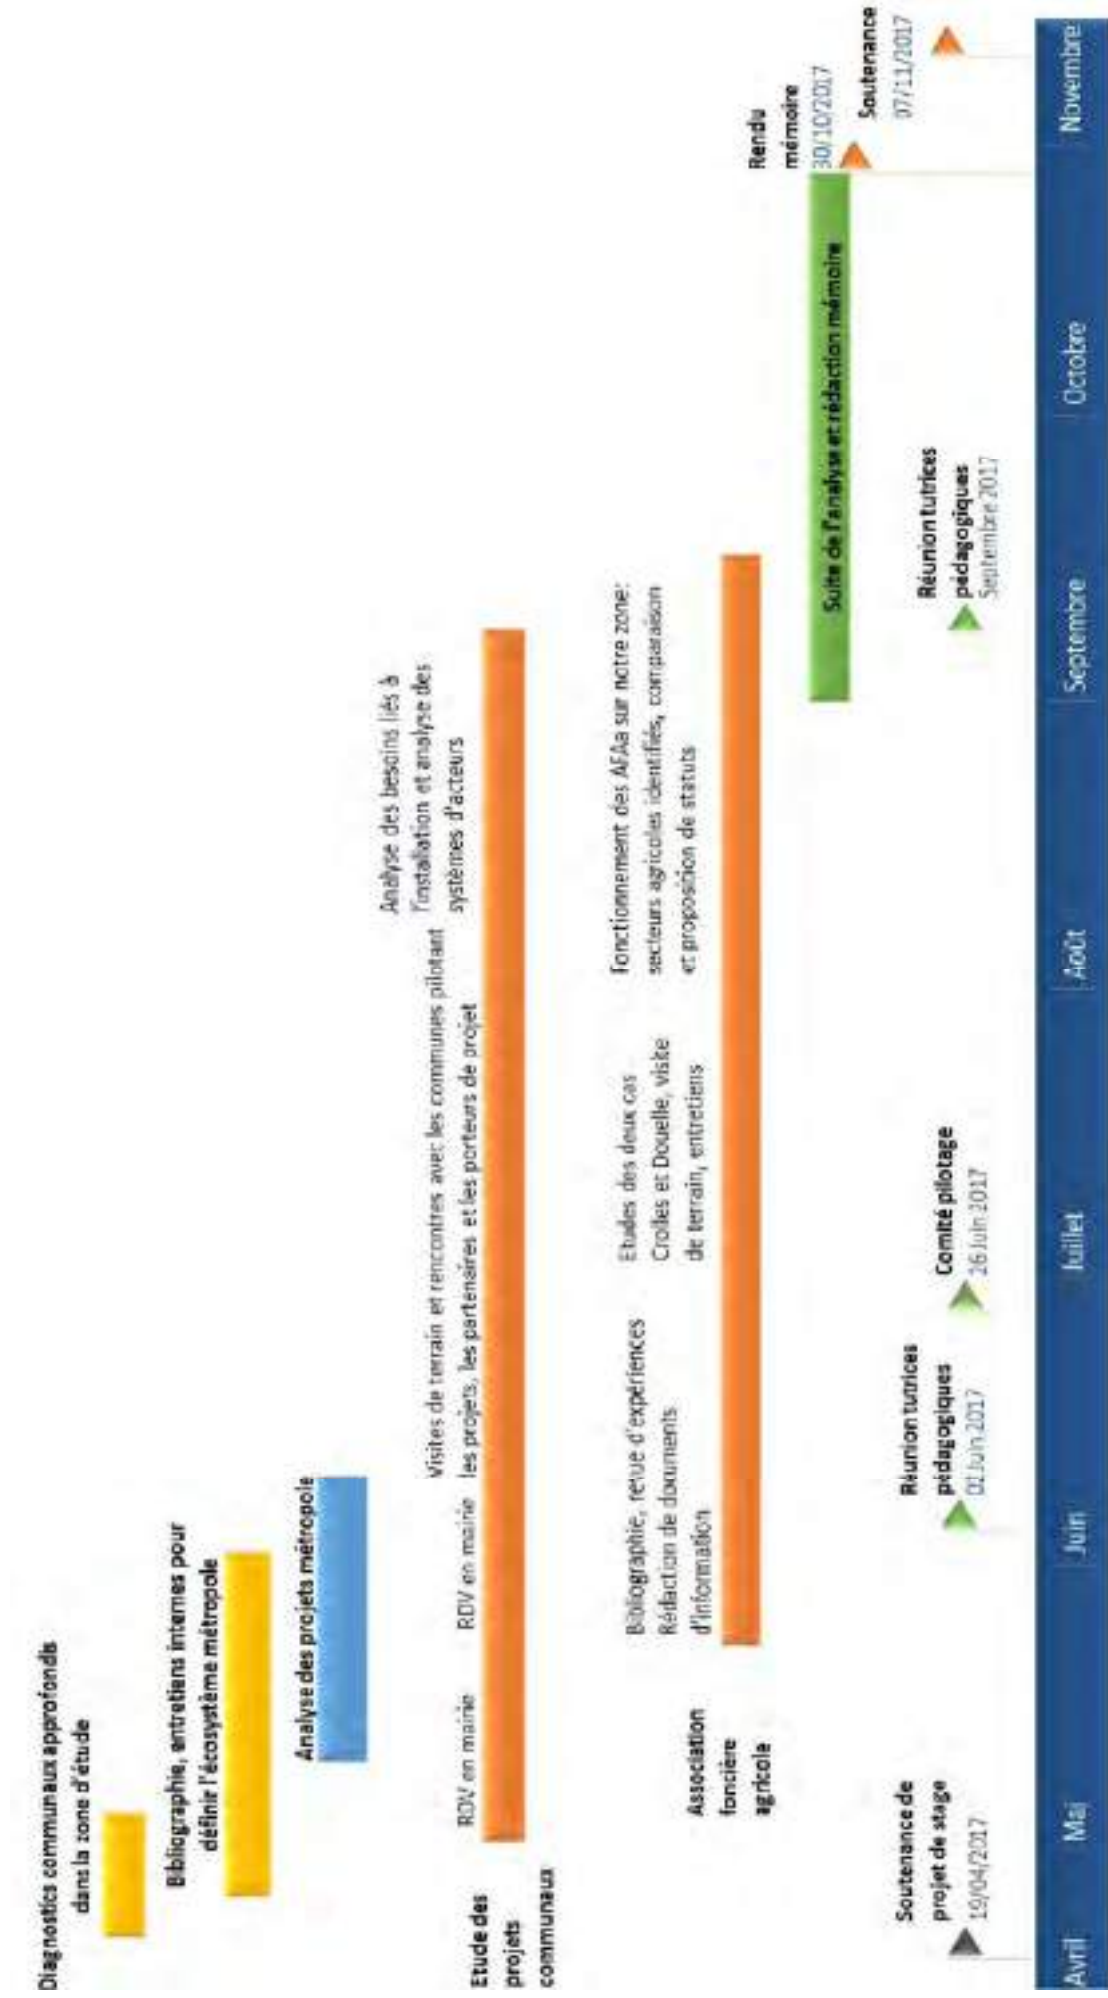 Diagnostics communaux approfondis
dans la zone d'étude
Bibliographie, entretiens internes pour
définir l'écosystème métropole
Analyse des projets métropole
Etude des
projets
communaux
RDV en mairie
RDV en mairie
Visites de terrain et rencontres avec les communes pilotant
les projets, les partenaires et les porteurs de projet
Analyse des besoins liés à
l'installation et analyse des
systèmes d'acteurs
Association
foncière
agricole
Bibliographie, revue d'expériences
Rédaction de documents
d'information
Etudes des deux cas
Crolles et Douelle, visite
de terrain, entretiens
Fonctionnement des AFAa sur notre zone:
secteurs agricoles identifiés, comparaison
et proposition de statuts
Suite de l'analyse et rédaction mémoire
Rendu
mémoire
30/10/2017
Soutenance
07/11/2017
Soutenance de
projet de stage
19/04/2017
Réunion tutrices
pédagogiques
02 Juin 2017
Comité pilotage
26 Juin 2017
Réunion tutrices
pédagogiques
Septembre 2017
Avril
Mai
Juin
Juillet
Août
Septembre
Octobre
Novembre